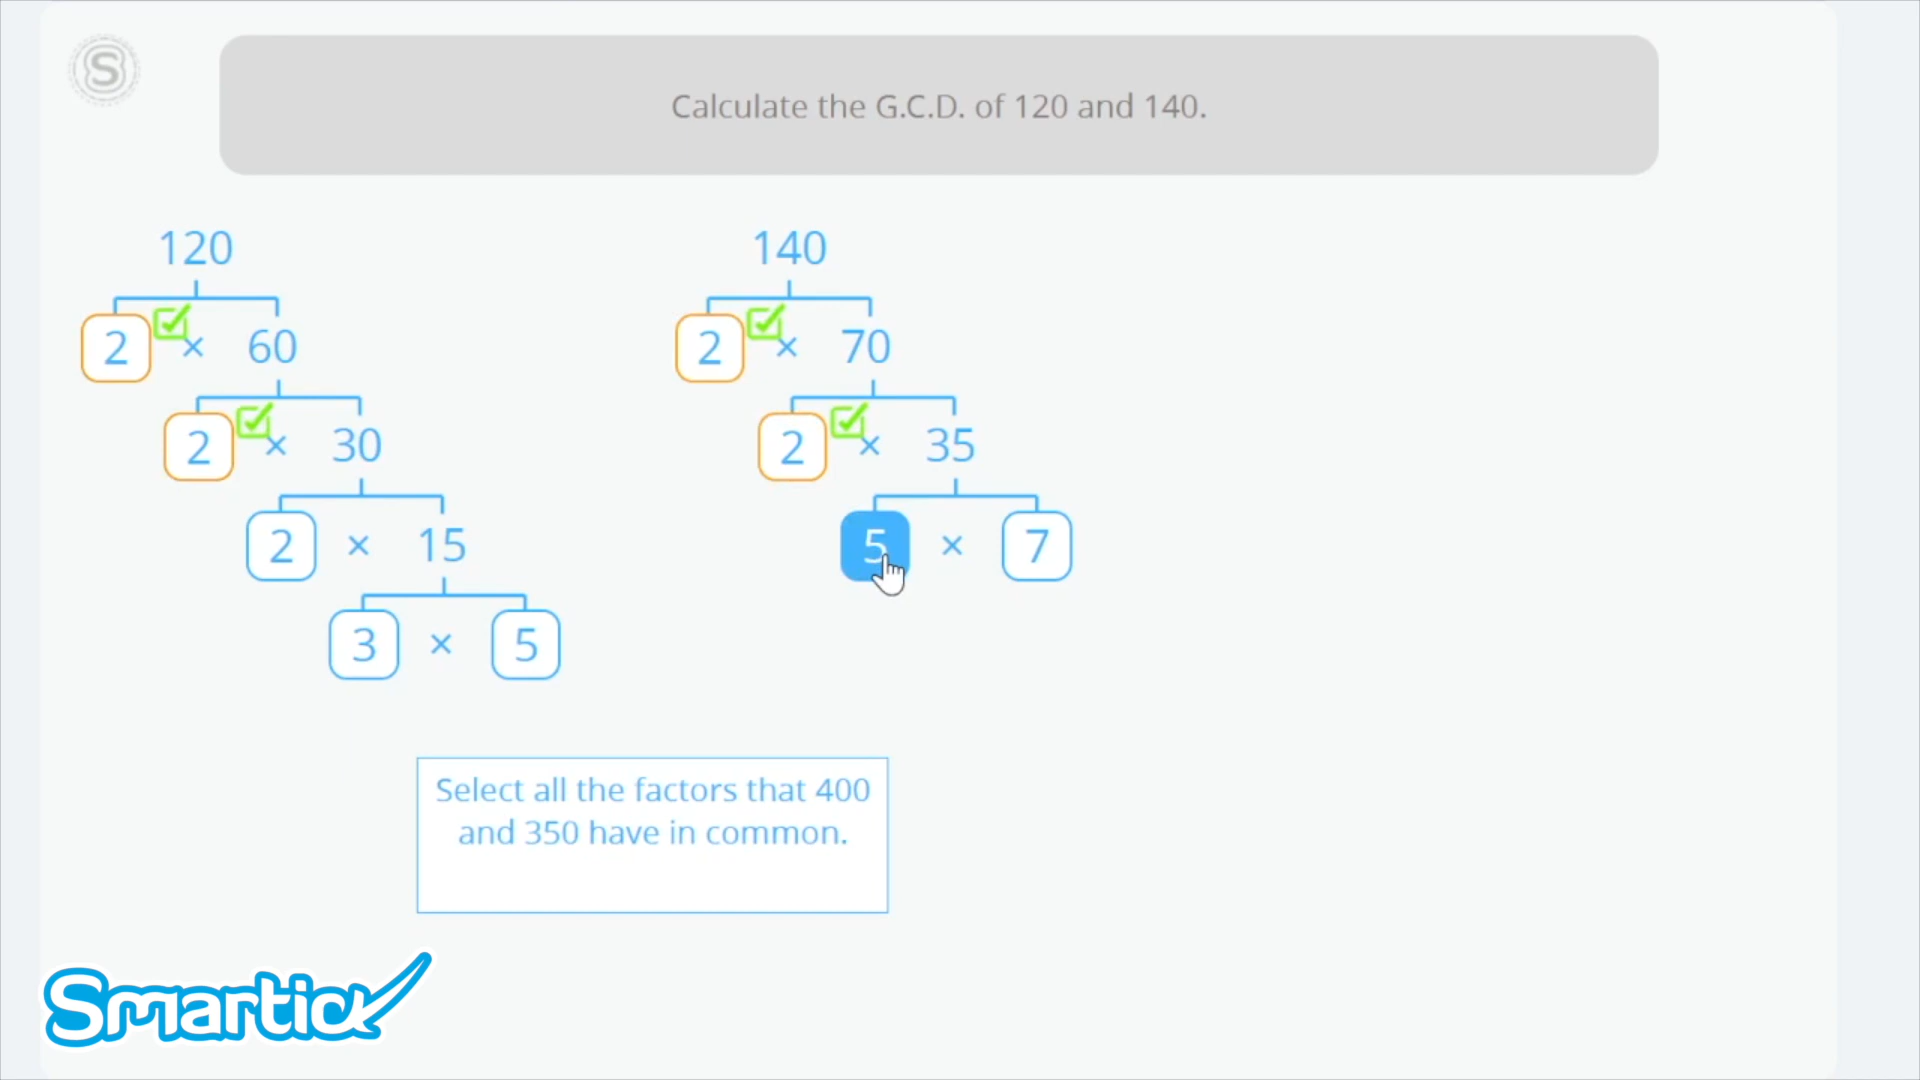 S
Calculate the G.C.D. of 120 and 140.
120 140
2 × 60 2 × 70
2 × 30 2 × 35
2 × 15 5 × 7
3 × 5
Select all the factors that 400
and 350 have in common.
Smartick